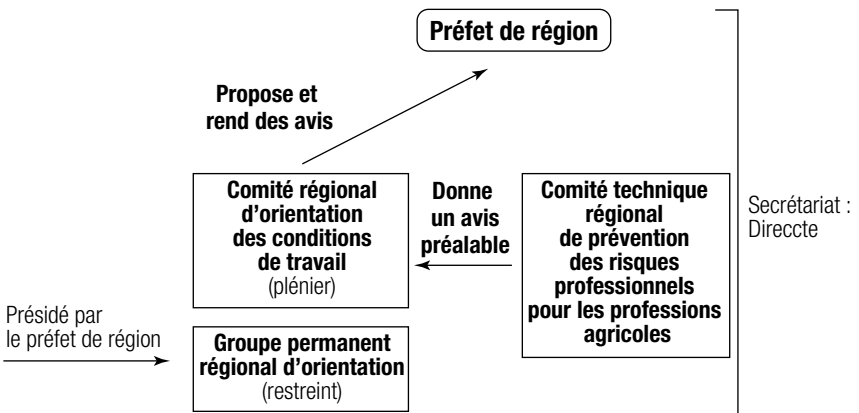 Préfet de région
Propose et
rend des avis
Comité régional
d'orientation
des conditions
de travail
(plénier)
Donne
un avis
préalable
Comité technique
régional
de prévention
des risques
professionnels
pour les professions
agricoles
Secrétariat :
Direccte
Présidé par
le préfet de région
Groupe permanent
régional d'orientation
(restreint)